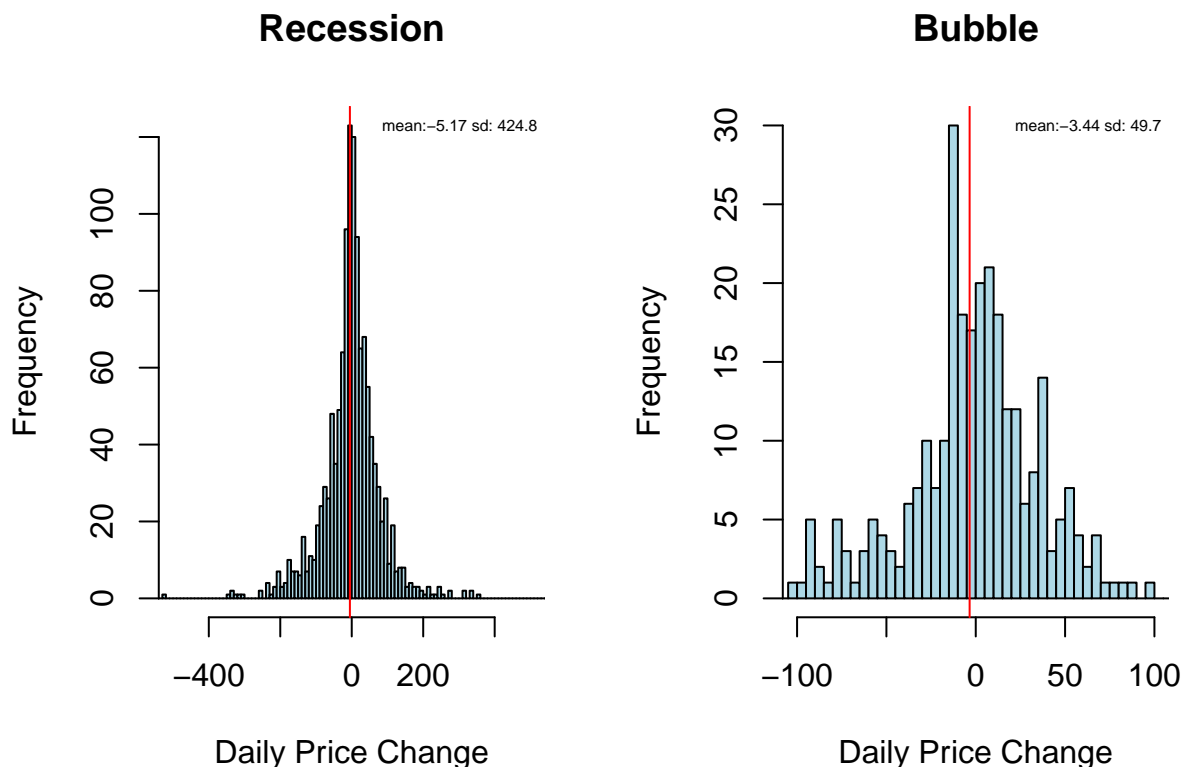 Recession
mean:−5.17 sd: 424.8
Frequency
0
20
40
60
80
100
−400
0
200
Daily Price Change
Bubble
mean:−3.44 sd: 49.7
Frequency
0
5
10
15
20
25
30
−100
0
50
100
Daily Price Change